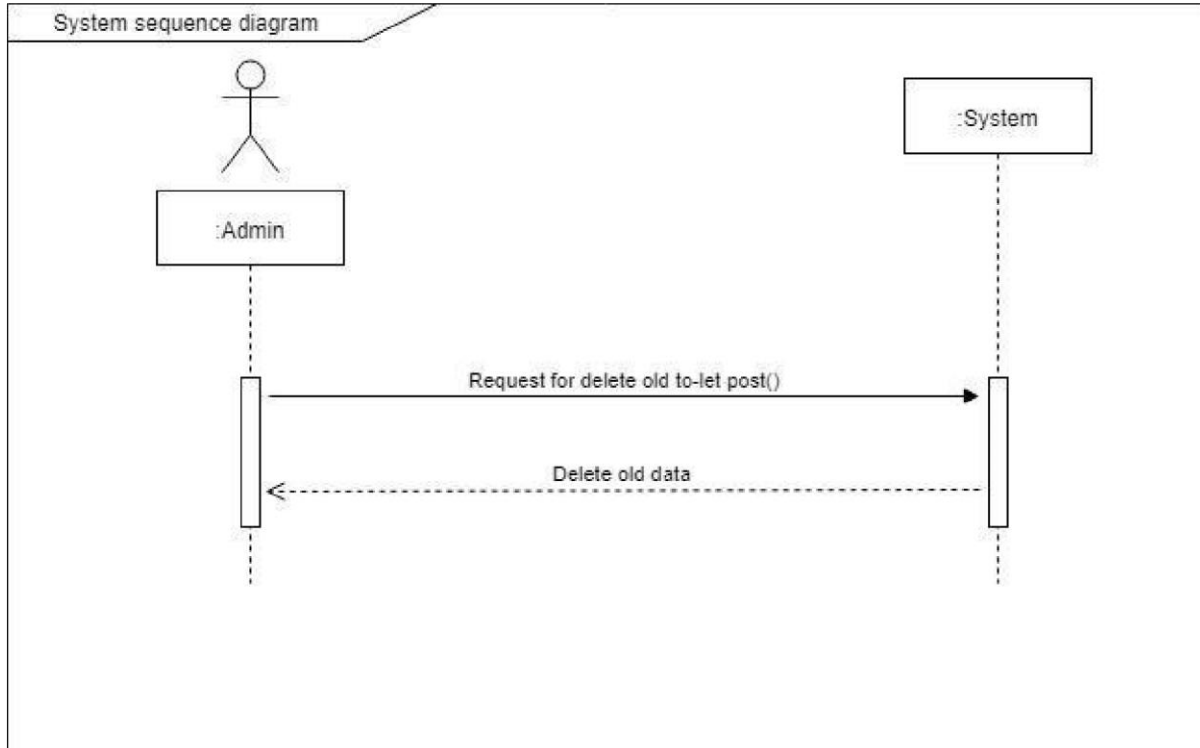 System sequence diagram
:System
:Admin
Request for delete old to-let post()
Delete old data